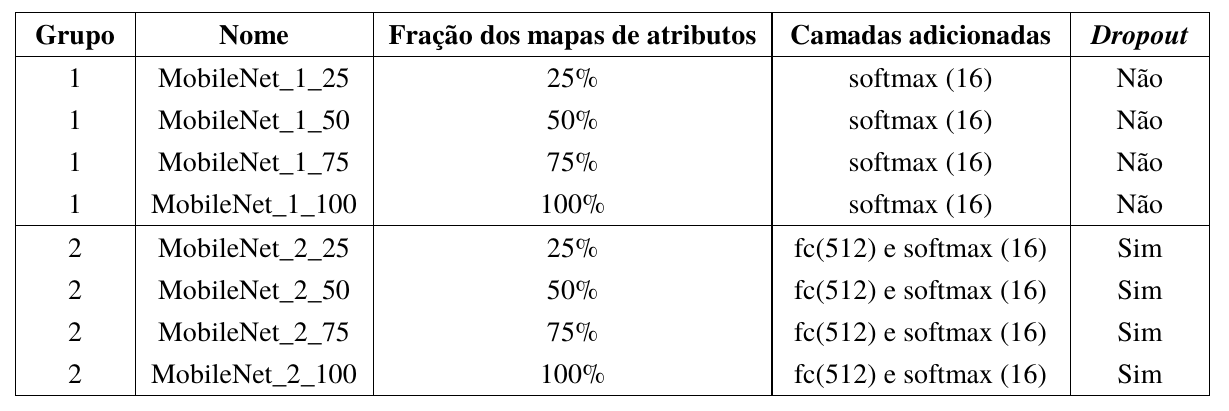 Grupo Nome Fração dos mapas de atributos Camadas adicionadas Dropout
1 MobileNet_1_25 25% softmax (16) Não
1 MobileNet_1_50 50% softmax (16) Não
1 MobileNet_1_75 75% softmax (16) Não
1 MobileNet_1_100 100% softmax (16) Não
2 MobileNet_2_25 25% fc(512) e softmax (16) Sim
2 MobileNet_2_50 50% fc(512) e softmax (16) Sim
2 MobileNet_2_75 75% fc(512) e softmax (16) Sim
2 MobileNet_2_100 100% fc(512) e softmax (16) Sim